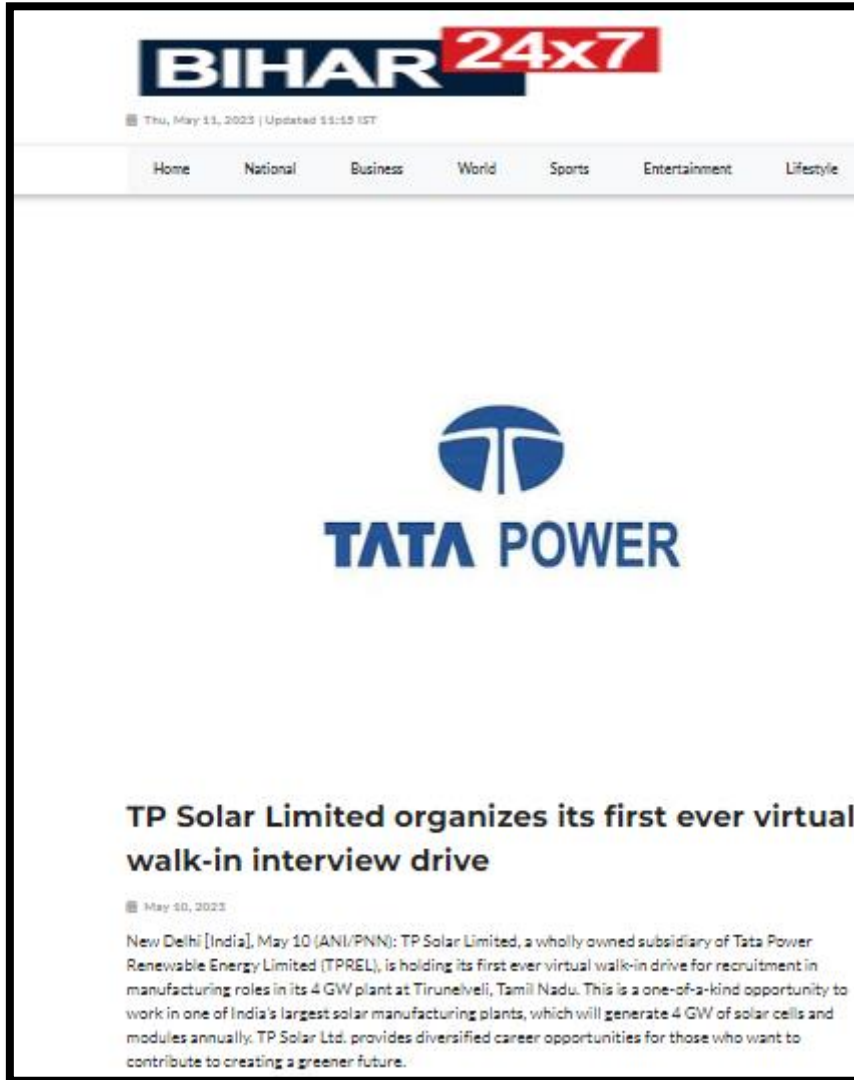 BIHAR 24x7
Thu, May 11, 2023 | Updated 11:15 IST
Home National Business World Sports Entertainment Lifestyle
TATA POWER
TP Solar Limited organizes its first ever virtual
walk-in interview drive
May 10, 2023
New Delhi [India], May 10 (ANI/PNN): TP Solar Limited, a wholly owned subsidiary of Tata Power
Renewable Energy Limited (TPREL), is holding its first ever virtual walk-in drive for recruitment in
manufacturing roles in its 4 GW plant at Tirunelveli, Tamil Nadu. This is a one-of-a-kind opportunity to
work in one of India's largest solar manufacturing plants, which will generate 4 GW of solar cells and
modules annually. TP Solar Ltd. provides diversified career opportunities for those who want to
contribute to creating a greener future.